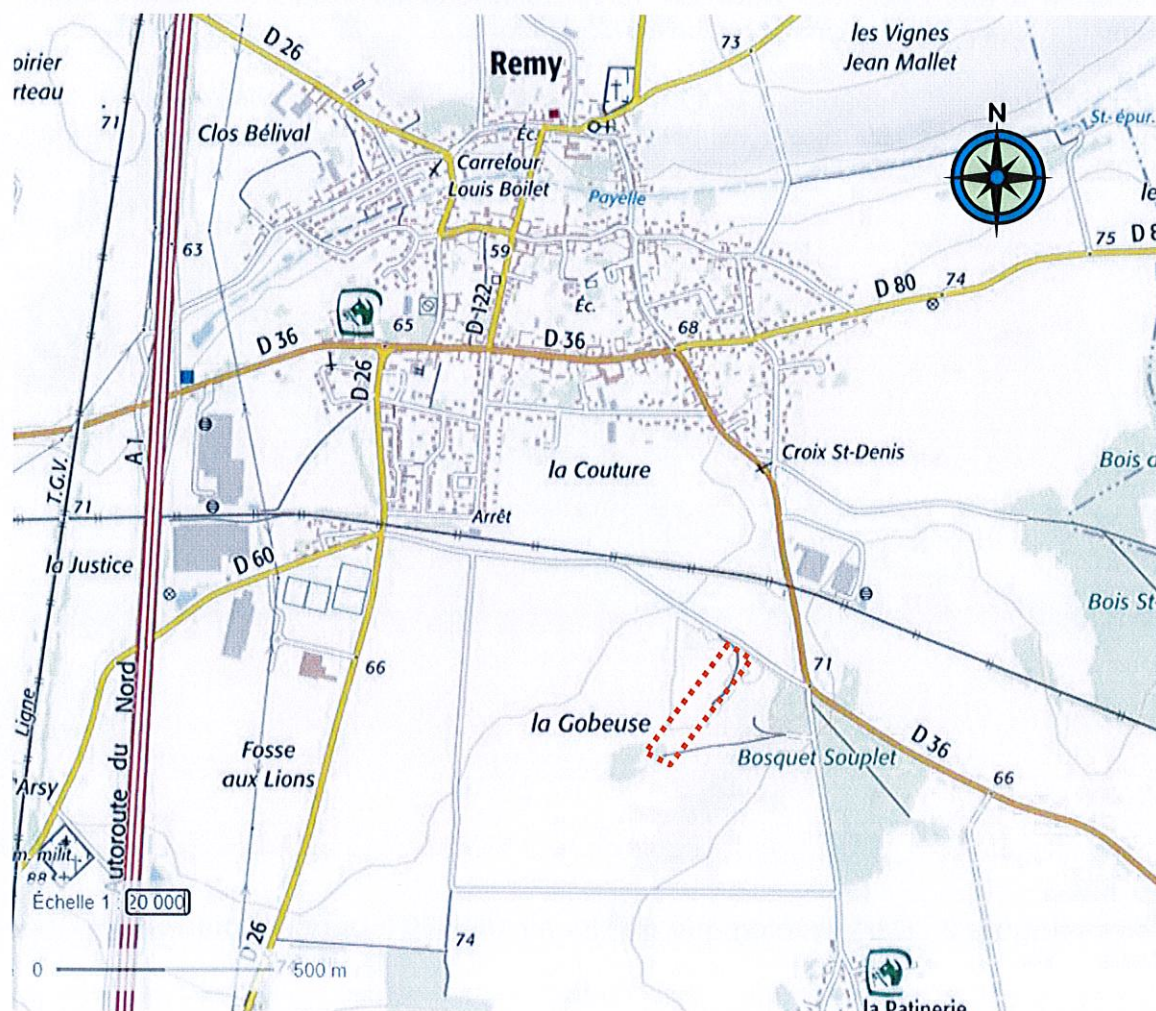 D 26
Remy
73
les Vignes
Jean Mallet
oirier
rteau
71
Clos Bélival
Éc.
N
St-épur.
Carrefour
Louis Boilet
Payelle
le
63
59
D 122
75
D 8
74
D 80
Éc.
65
68
D 36
D 36
D 26
A 1
T.G.V.
Croix St-Denis
la Couture
Bois d
71
Arrêt
la Justice
D 60
Bois St-
66
71
Ligne
Autoroute du Nord
la Gobeuse
D 36
Bosquet Souplet
Fosse
aux Lions
66
'Arsy
m. milit.
88
Échelle 1 : 20 000
D 26
74
0
500 m
la Patinerie